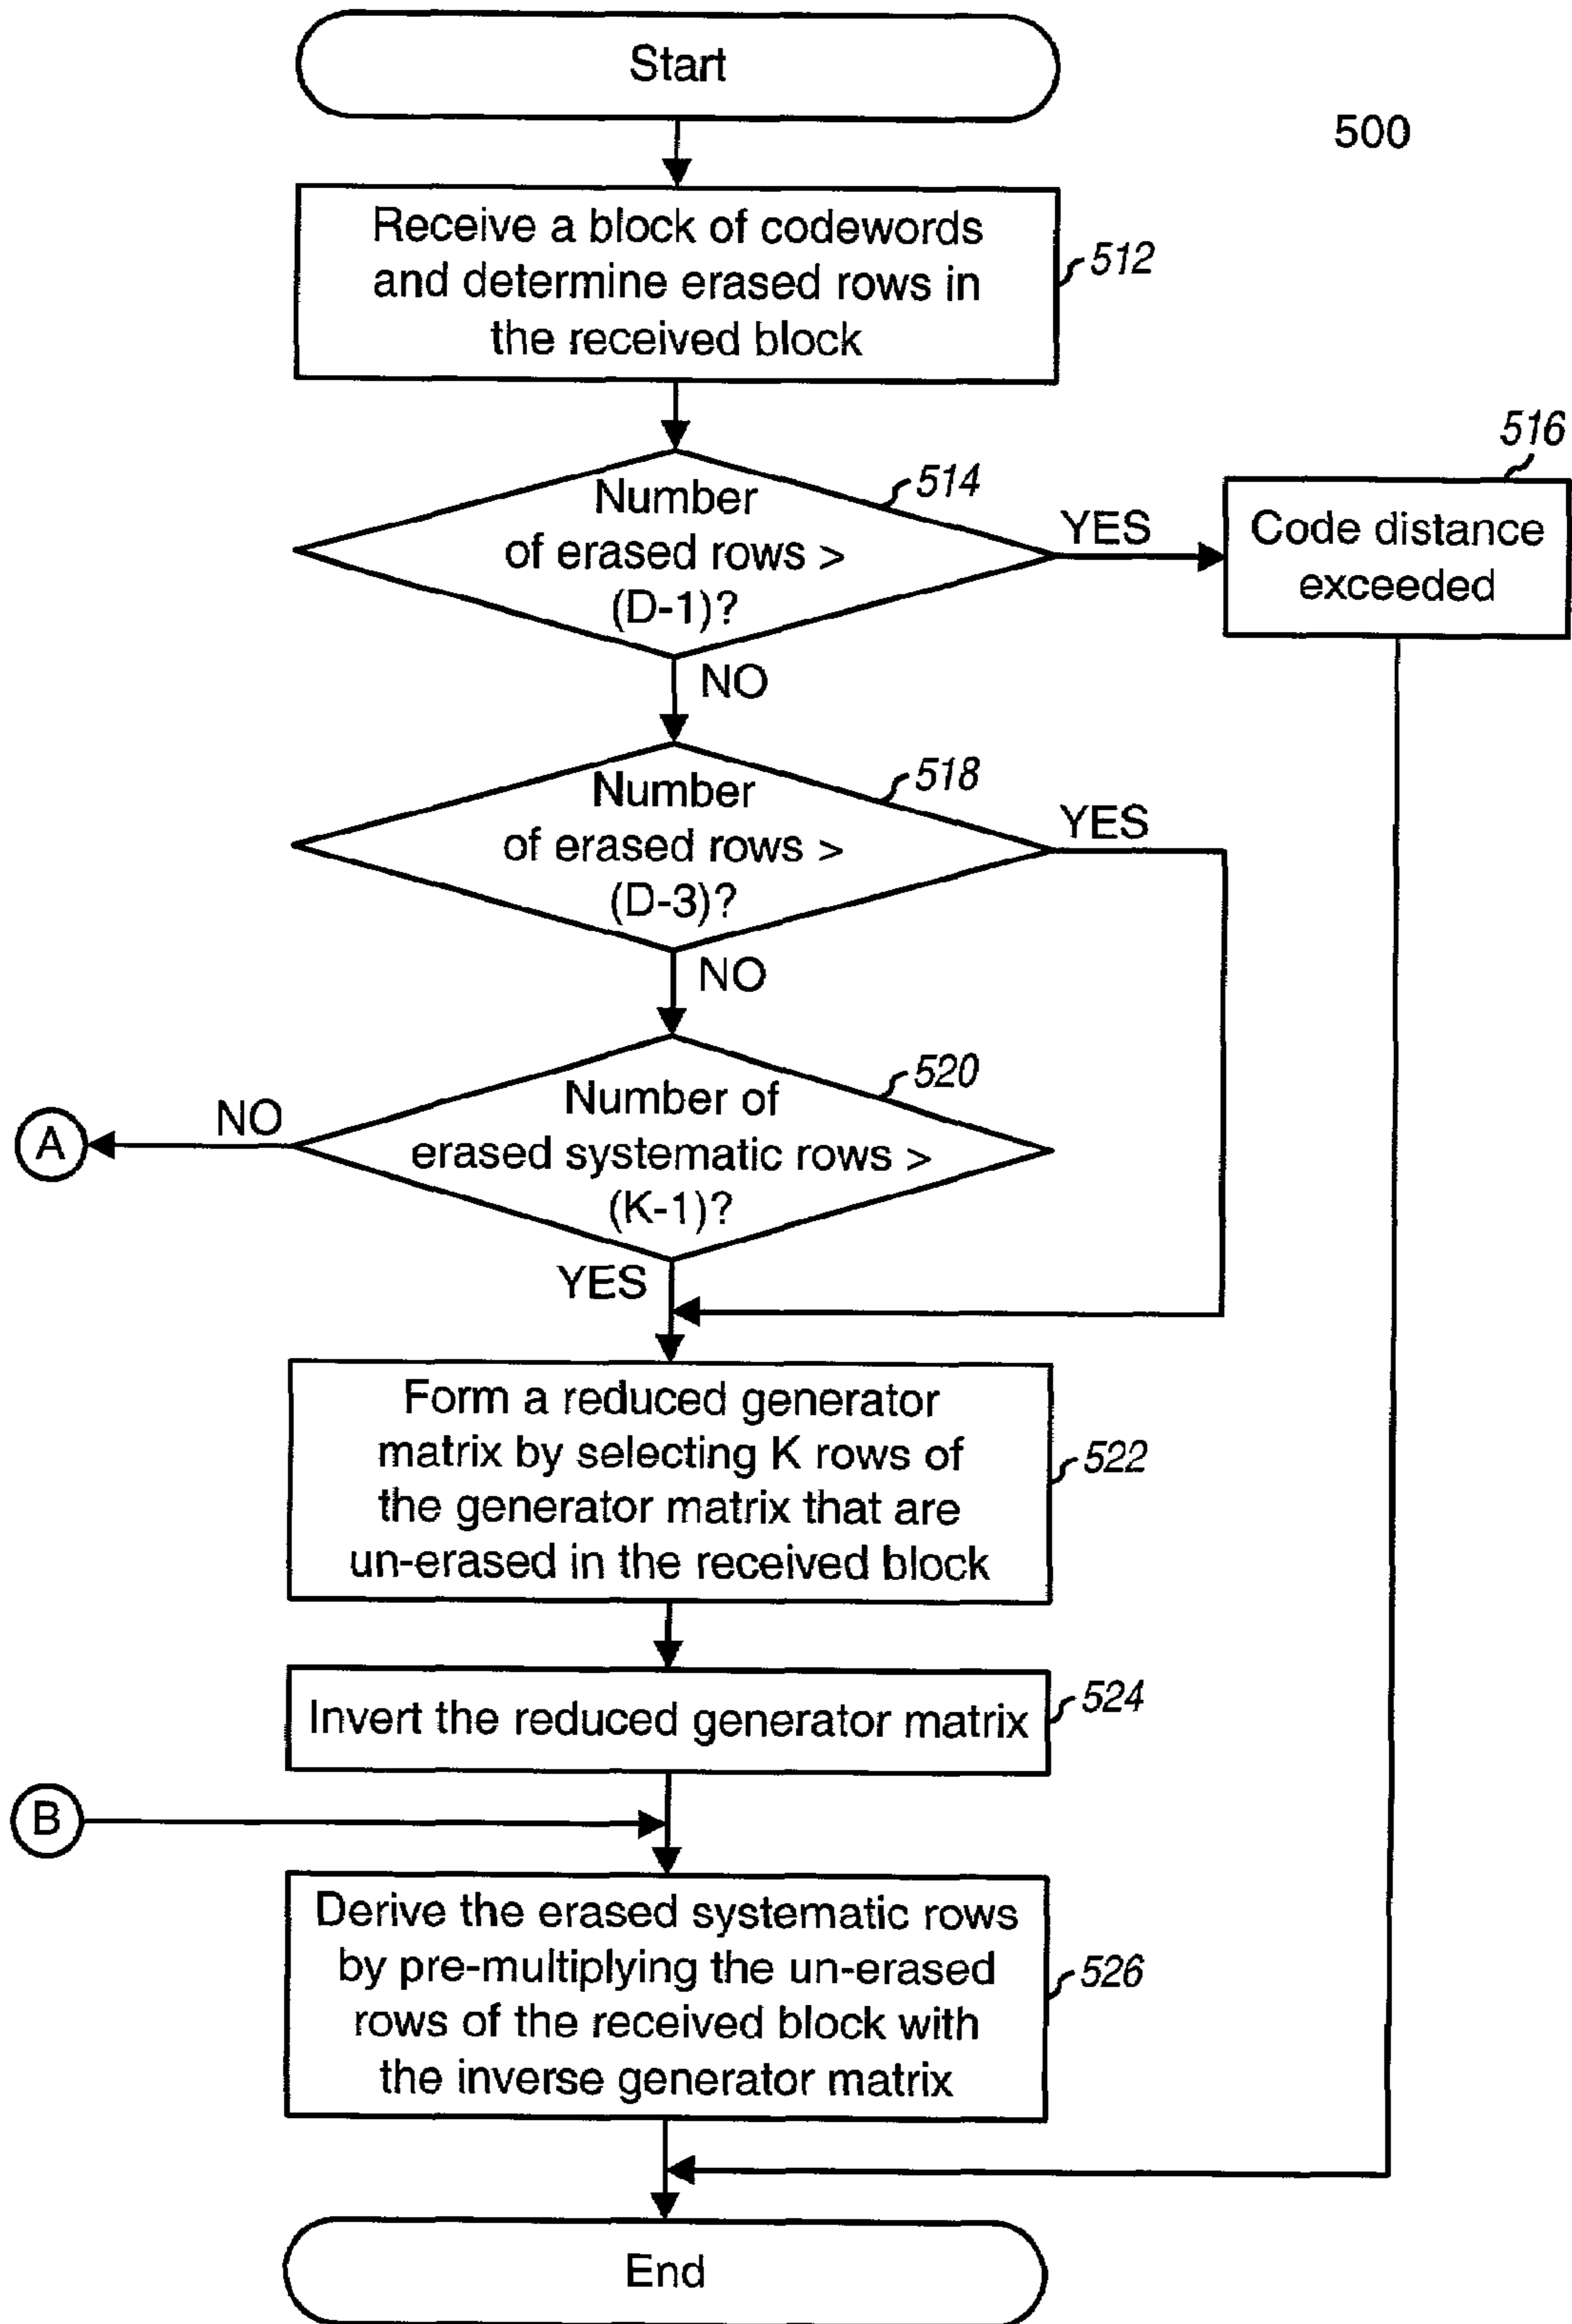 Start
500
Receive a block of codewords
and determine erased rows in
the received block
512
Number
of erased rows >
(D-1)?
514
YES
516
Code distance
exceeded
NO
Number
of erased rows >
(D-3)?
518
YES
NO
Number of
erased systematic rows >
(K-1)?
520
NO
A
YES
Form a reduced generator
matrix by selecting K rows of
the generator matrix that are
un-erased in the received block
522
Invert the reduced generator matrix
524
B
Derive the erased systematic rows
by pre-multiplying the un-erased
rows of the received block with
the inverse generator matrix
526
End